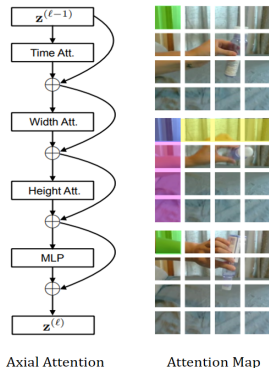 z^(ℓ−1)
Time Att.
Width Att.
Height Att.
MLP
z^(ℓ)
Axial Attention
Attention Map